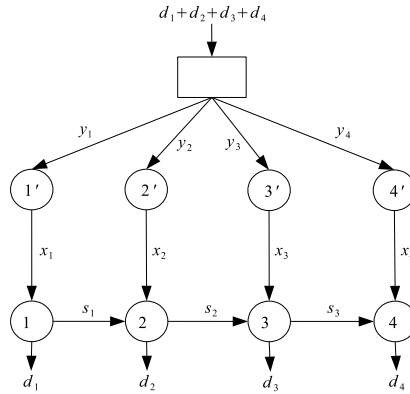 d₁+d₂+d₃+d₄
y₁ y₂ y₃ y₄
1′ 2′ 3′ 4′
x₁ x₂ x₃ x
s₁ s₂ s₃
1 2 3 4
d₁ d₂ d₃ d₄